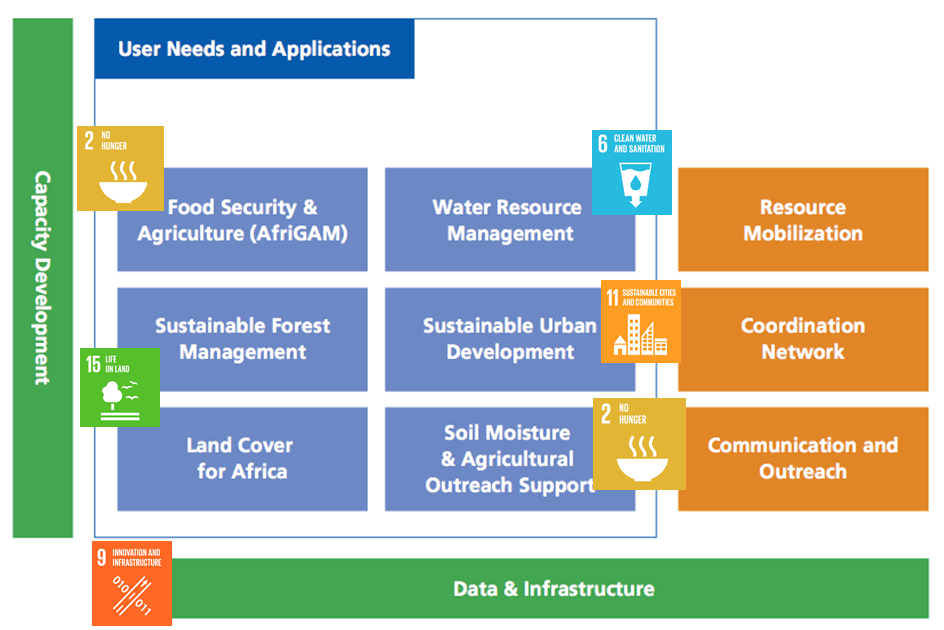 User Needs and Applications
Capacity Development
2 NO
HUNGER
Food Security &
Agriculture (AfriGAM)
Water Resource
Management
6 CLEAN WATER
AND SANITATION
Resource
Mobilization
Sustainable Forest
Management
Sustainable Urban
Development
11 SUSTAINABLE CITIES
AND COMMUNITIES
Coordination
Network
15 LIFE
ON LAND
Land Cover
for Africa
Soil Moisture
& Agricultural
Outreach Support
2 NO
HUNGER
Communication and
Outreach
9 INNOVATION AND
INFRASTRUCTURE
010
011
Data & Infrastructure